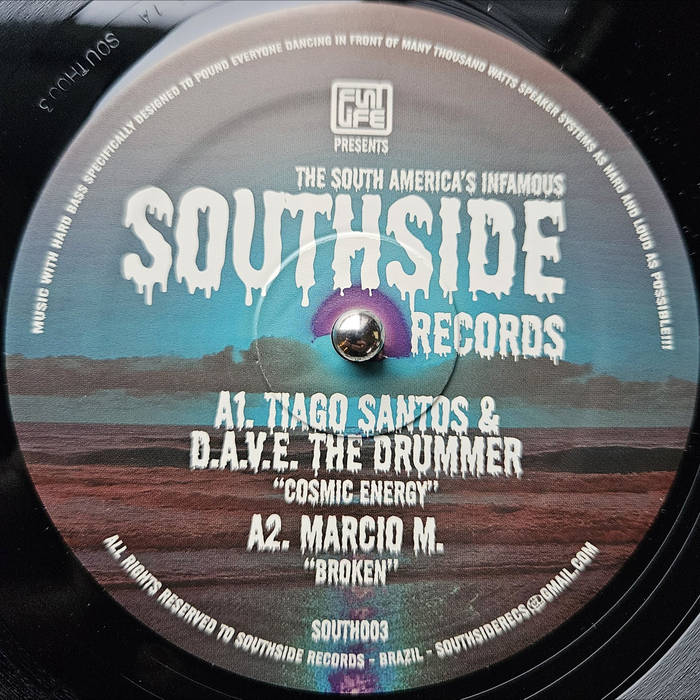 SOUTH003 A
MUSIC WITH HARD BASS SPECIFICALLY DESIGNED TO POUND EVERYONE DANCING IN FRONT OF MANY THOUSAND WATTS SPEAKER SYSTEMS AS HARD AND LOUD AS POSSIBLE!!!
FLAT LIFE
PRESENTS
THE SOUTH AMERICA'S INFAMOUS
SOUTHSIDE
RECORDS
A1. TIAGO SANTOS &
D.A.V.E. THE DRUMMER
"COSMIC ENERGY"
A2. MARCIO M.
"BROKEN"
SOUTH003
ALL RIGHTS RESERVED TO SOUTHSIDE RECORDS - BRAZIL - SOUTHSIDERECS@GMAIL.COM